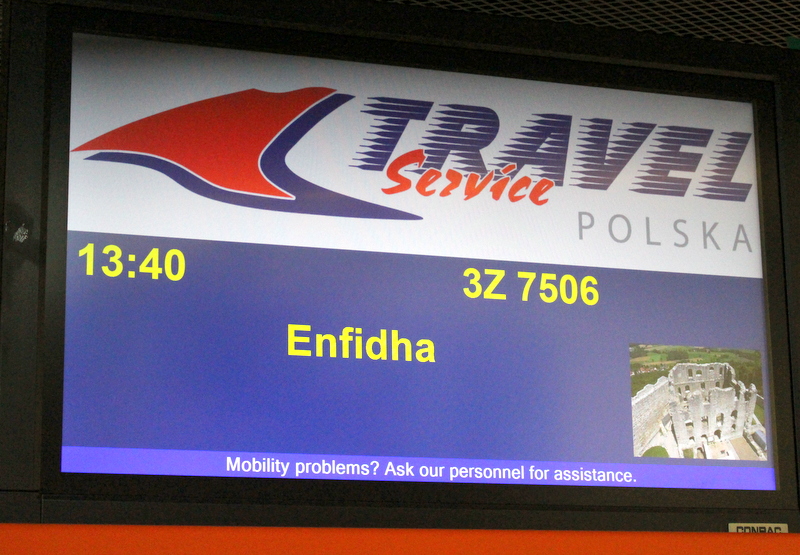 TRAVEL
Service
POLSKA
13:40 3Z 7506
Enfidha
Mobility problems? Ask our personnel for assistance.
CONRAC